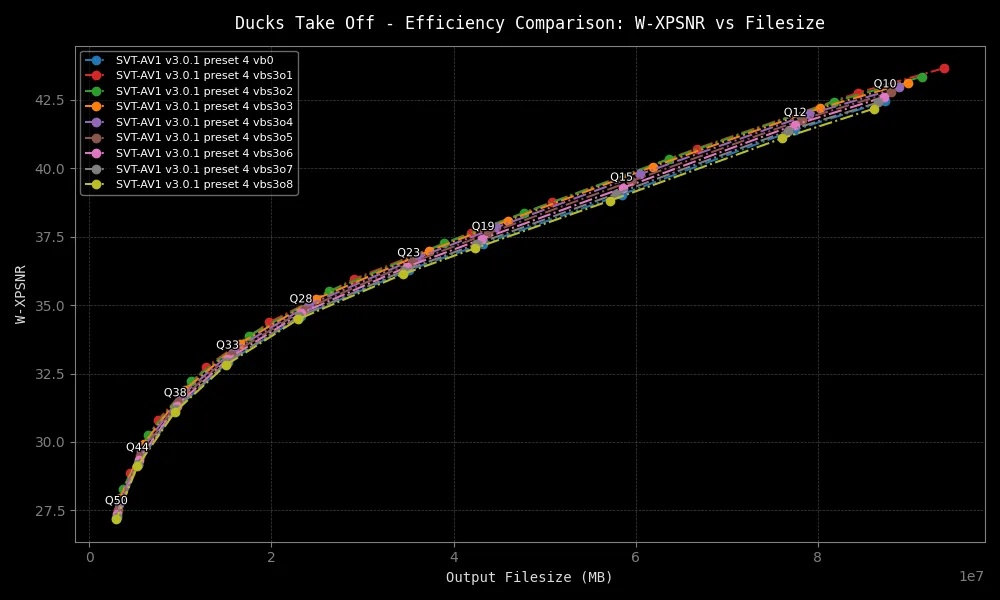 Ducks Take Off - Efficiency Comparison: W-XPSNR vs Filesize
SVT-AV1 v3.0.1 preset 4 vb0
SVT-AV1 v3.0.1 preset 4 vbs3o1
SVT-AV1 v3.0.1 preset 4 vbs3o2
SVT-AV1 v3.0.1 preset 4 vbs3o3
SVT-AV1 v3.0.1 preset 4 vbs3o4
SVT-AV1 v3.0.1 preset 4 vbs3o5
SVT-AV1 v3.0.1 preset 4 vbs3o6
SVT-AV1 v3.0.1 preset 4 vbs3o7
SVT-AV1 v3.0.1 preset 4 vbs3o8
Q10
Q12
Q15
Q19
Q23
Q28
Q33
Q38
Q44
Q50
42.5
40.0
37.5
35.0
32.5
30.0
27.5
W-XPSNR
0 2 4 6 8
1e7
Output Filesize (MB)